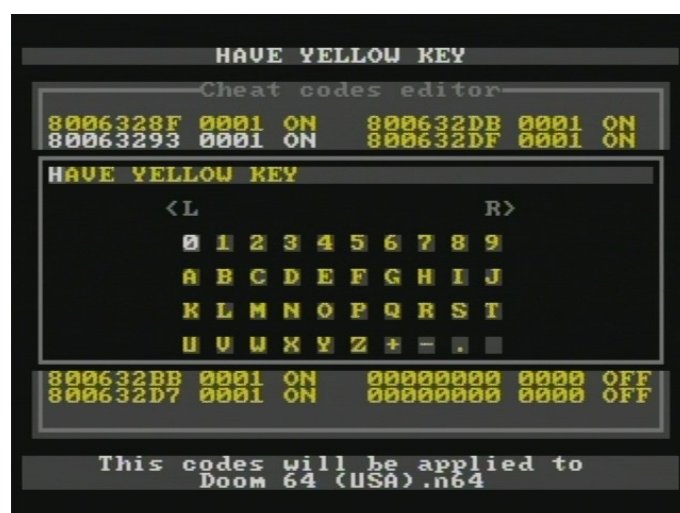 HAVE YELLOW KEY
Cheat codes editor
8006328F 0001 ON 800632DB 0001 ON
80063293 0001 ON 800632DF 0001 ON
HAVE YELLOW KEY
<L R>
0 1 2 3 4 5 6 7 8 9
A B C D E F G H I J
K L M N O P Q R S T
U V W X Y Z + - .
800632BB 0001 ON 00000000 0000 OFF
800632D7 0001 ON 00000000 0000 OFF
This codes will be applied to
Doom 64 (USA).n64